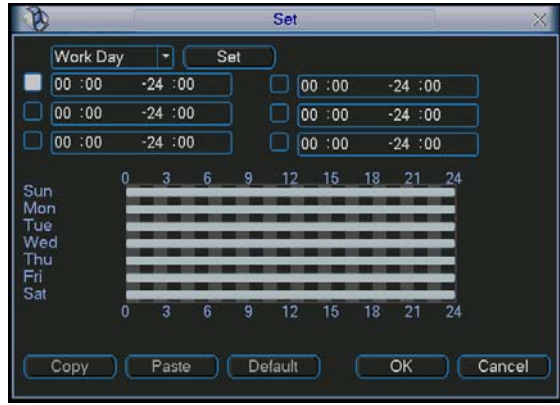 Set
Work Day Set
00 :00 -24 :00 00 :00 -24 :00
00 :00 -24 :00 00 :00 -24 :00
00 :00 -24 :00 00 :00 -24 :00
0 3 6 9 12 15 18 21 24
Sun
Mon
Tue
Wed
Thu
Fri
Sat
0 3 6 9 12 15 18 21 24
Copy Paste Default OK Cancel